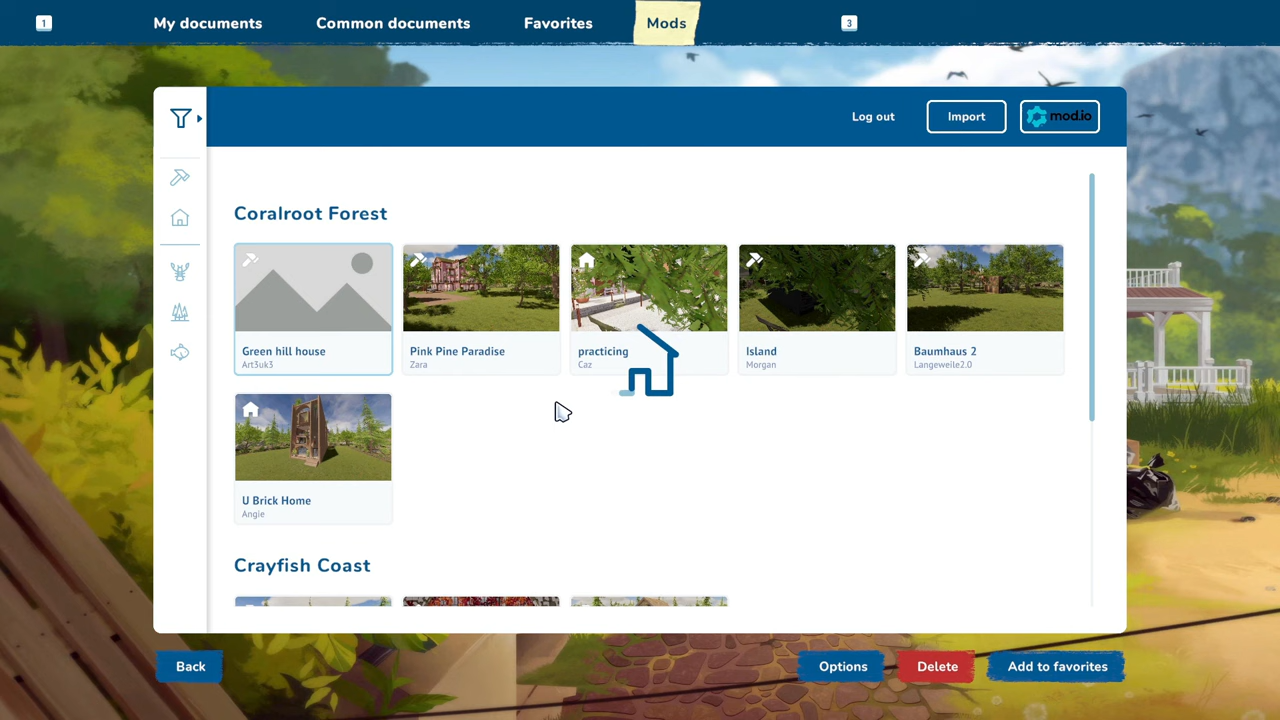 1
My documents
Common documents
Favorites
Mods
3
Log out
Import
mod.io
Coralroot Forest
Green hill house
Art3uk3
Pink Pine Paradise
Zara
practicing
Caz
Island
Morgan
Baumhaus 2
Langeweile2.0
U Brick Home
Angie
Crayfish Coast
Back
Options
Delete
Add to favorites